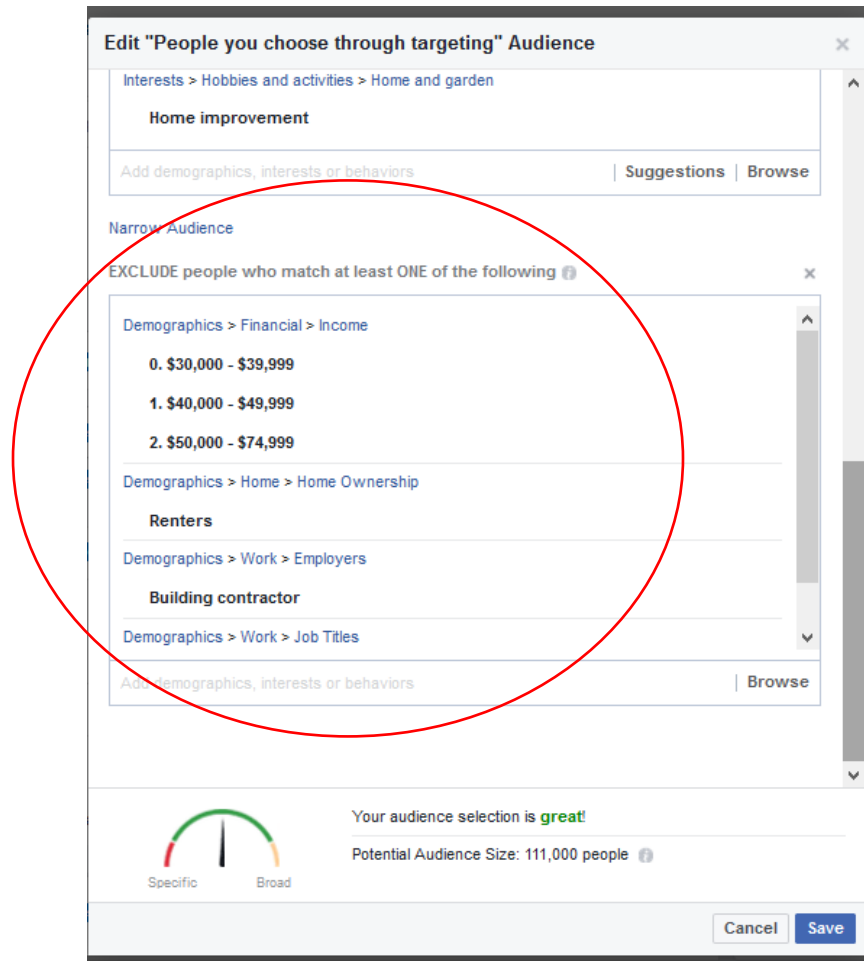 Edit "People you choose through targeting" Audience ×
Interests > Hobbies and activities > Home and garden
Home improvement
Add demographics, interests or behaviors | Suggestions | Browse
Narrow Audience
EXCLUDE people who match at least ONE of the following i ×
Demographics > Financial > Income
0. $30,000 - $39,999
1. $40,000 - $49,999
2. $50,000 - $74,999
Demographics > Home > Home Ownership
Renters
Demographics > Work > Employers
Building contractor
Demographics > Work > Job Titles
Add demographics, interests or behaviors | Browse
Your audience selection is great!
Potential Audience Size: 111,000 people i
Specific Broad
Cancel Save